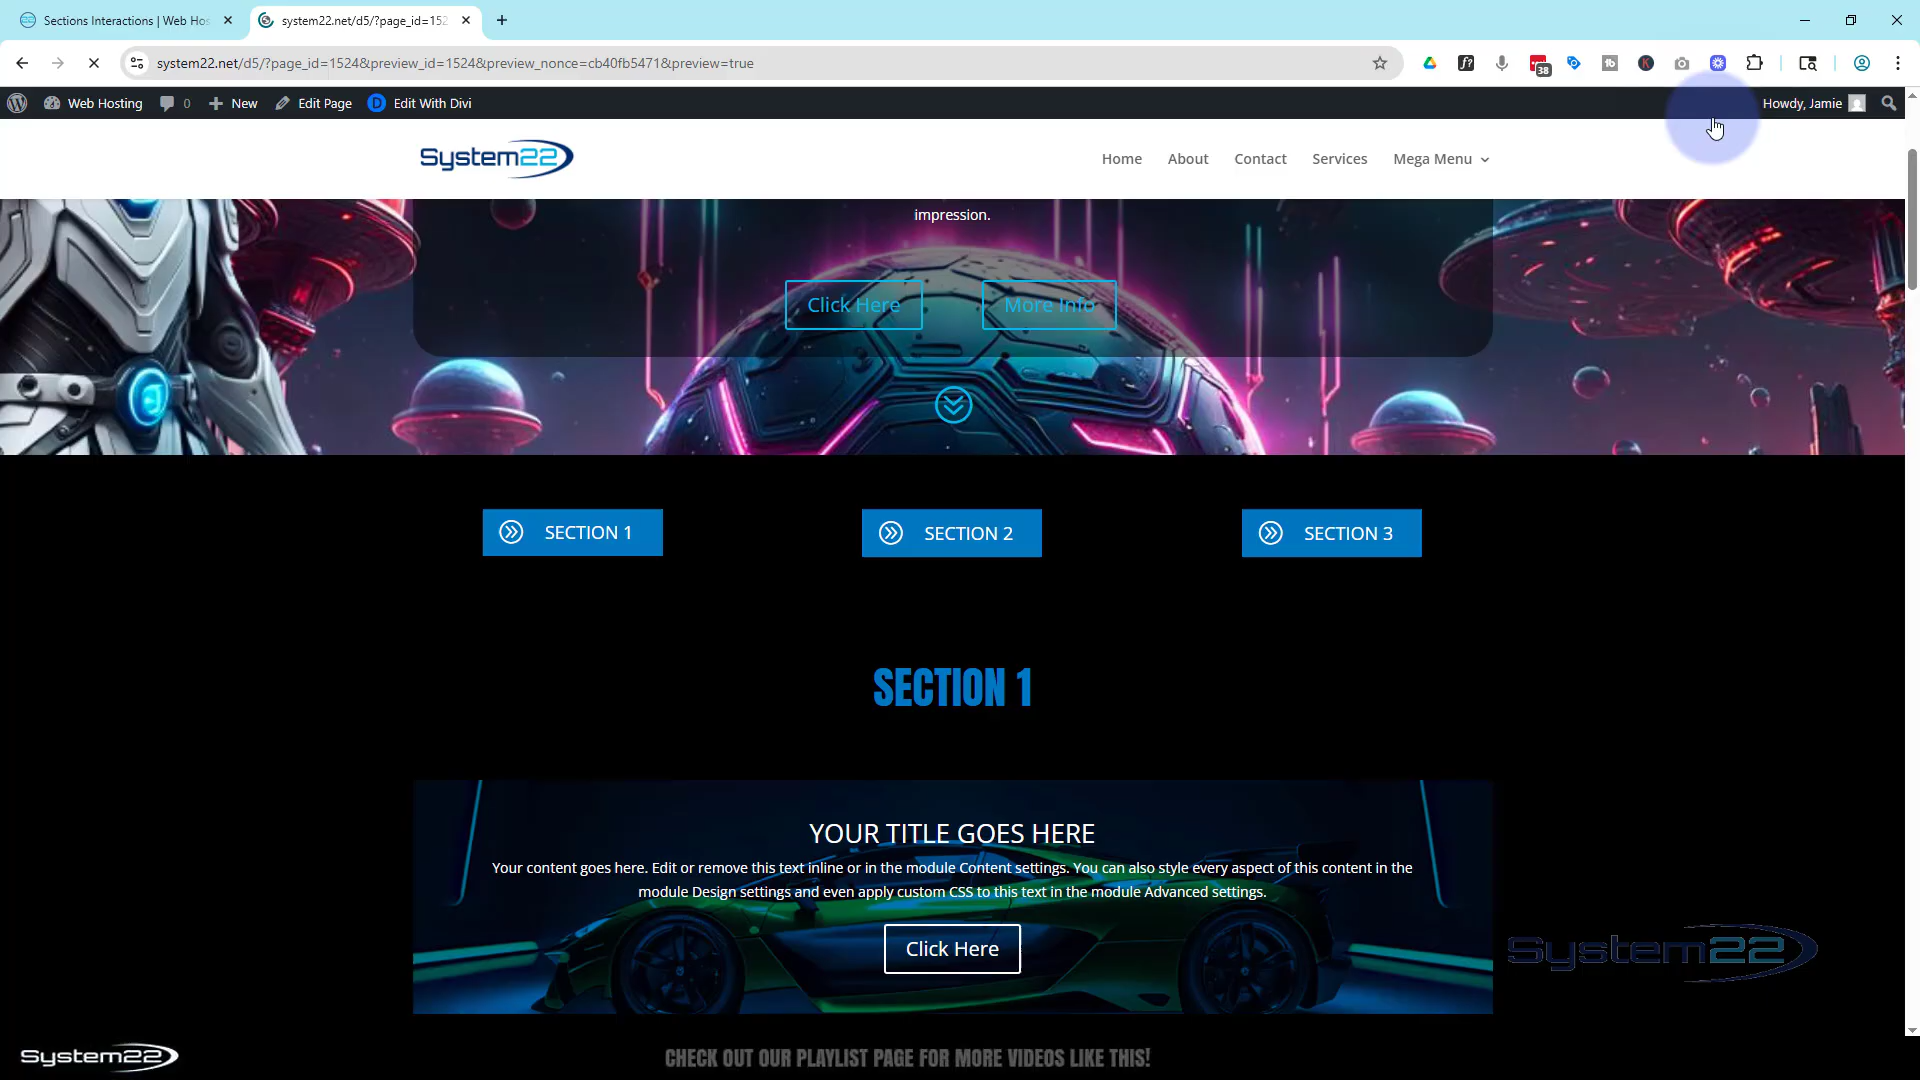 Sections Interactions | Web Hos
system22.net/d5/?page_id=152
system22.net/d5/?page_id=1524&preview_id=1524&preview_nonce=cb40fb5471&preview=true
38
Web Hosting
0
New
Edit Page
Edit With Divi
Howdy, Jamie
System22
Home
About
Contact
Services
Mega Menu
impression.
Click Here
More Info
SECTION 1
SECTION 2
SECTION 3
SECTION 1
YOUR TITLE GOES HERE
Your content goes here. Edit or remove this text inline or in the module Content settings. You can also style every aspect of this content in the
module Design settings and even apply custom CSS to this text in the module Advanced settings.
Click Here
System22
System22
CHECK OUT OUR PLAYLIST PAGE FOR MORE VIDEOS LIKE THIS!